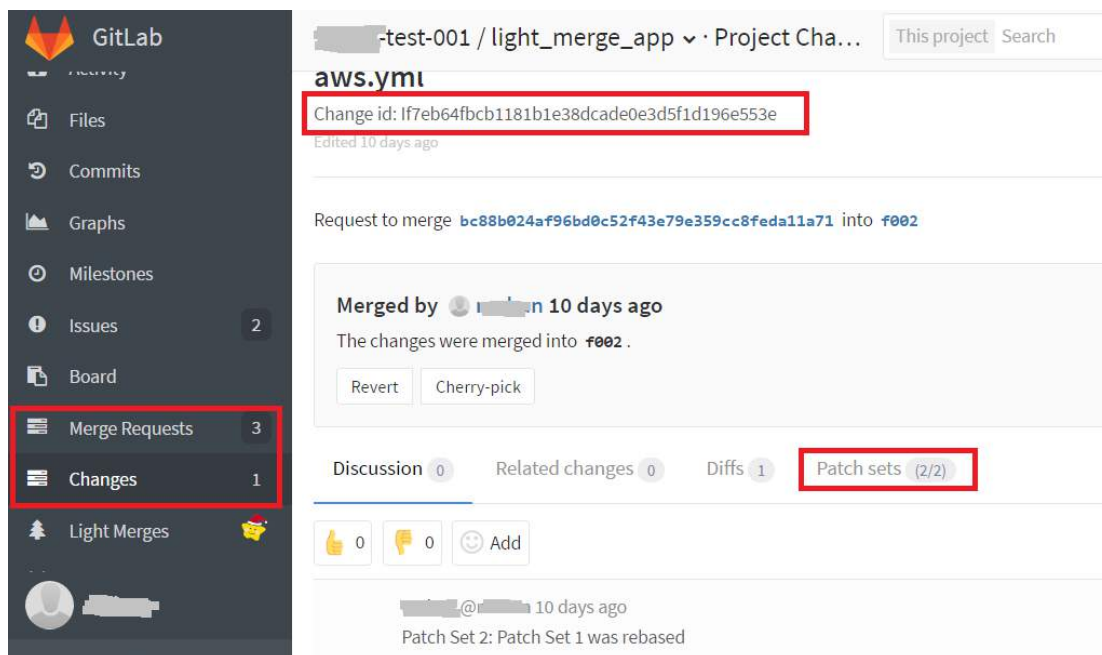 GitLab
-test-001 / light_merge_app · Project Cha...
This project Search
Activity
aws.yml
Change id: If7eb64fbcb1181b1e38dcade0e3d5f1d196e553e
Edited 10 days ago
Files
Commits
Graphs
Milestones
Issues 2
Board
Merge Requests 3
Changes 1
Light Merges
Request to merge bc88b024af96bd0c52f43e79e359cc8feda11a71 into f002
Merged by 10 days ago
The changes were merged into f002 .
Revert Cherry-pick
Discussion 0 Related changes 0 Diffs 1 Patch sets (2/2)
0 0 Add
10 days ago
Patch Set 2: Patch Set 1 was rebased